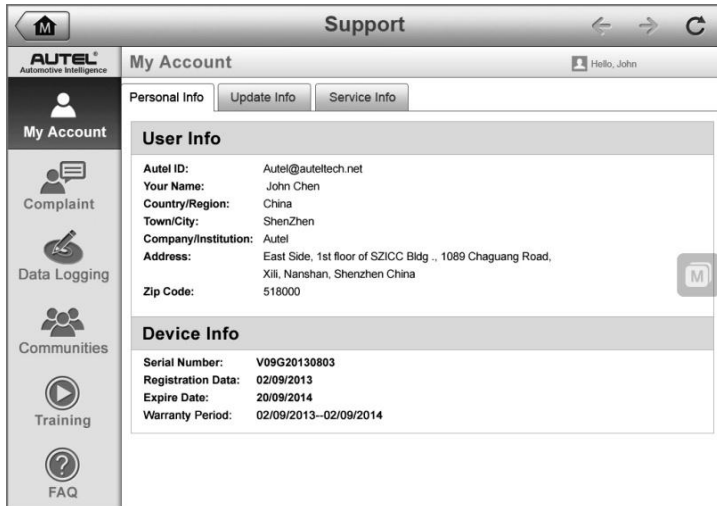 M
Support
AUTEL®
Automotive Intelligence
My Account
Hello, John
Personal Info
Update Info
Service Info
My Account
Complaint
Data Logging
Communities
Training
? FAQ
User Info
Autel ID: Autel@auteltech.net
Your Name: John Chen
Country/Region: China
Town/City: ShenZhen
Company/Institution: Autel
Address: East Side, 1st floor of SZICC Bldg ., 1089 Chaguang Road,
Xili, Nanshan, Shenzhen China
Zip Code: 518000
M
Device Info
Serial Number: V09G20130803
Registration Data: 02/09/2013
Expire Date: 20/09/2014
Warranty Period: 02/09/2013--02/09/2014